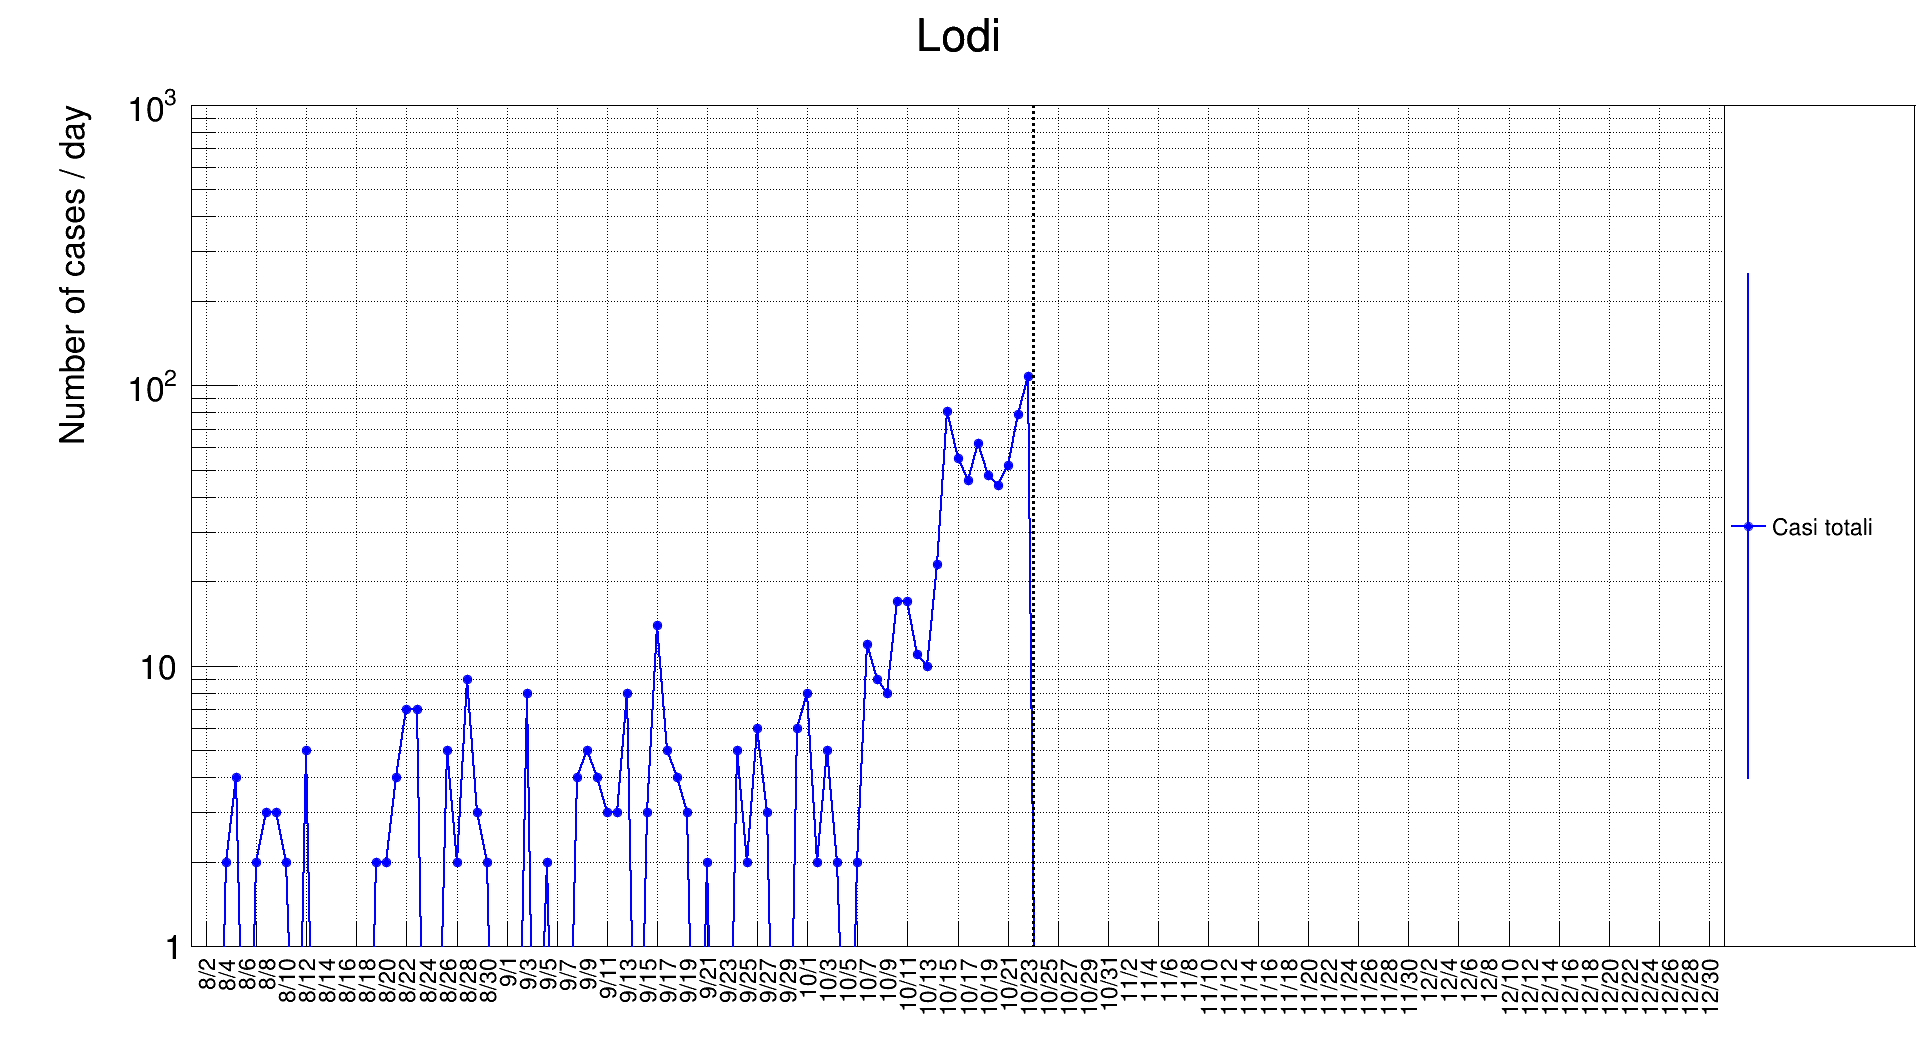 Lodi
Number of cases / day
10³
10²
10
1
8/2 8/4 8/6 8/8 8/10 8/12 8/14 8/16 8/18 8/20 8/22 8/24 8/26 8/28 8/30 9/1 9/3 9/5 9/7 9/9 9/11 9/13 9/15 9/17 9/19 9/21 9/23 9/25 9/27 9/29 10/1 10/3 10/5 10/7 10/9 10/11 10/13 10/15 10/17 10/19 10/21 10/23 10/25 10/27 10/29 10/31 11/2 11/4 11/6 11/8 11/10 11/12 11/14 11/16 11/18 11/20 11/22 11/24 11/26 11/28 11/30 12/2 12/4 12/6 12/8 12/10 12/12 12/14 12/16 12/18 12/20 12/22 12/24 12/26 12/28 12/30
Casi totali